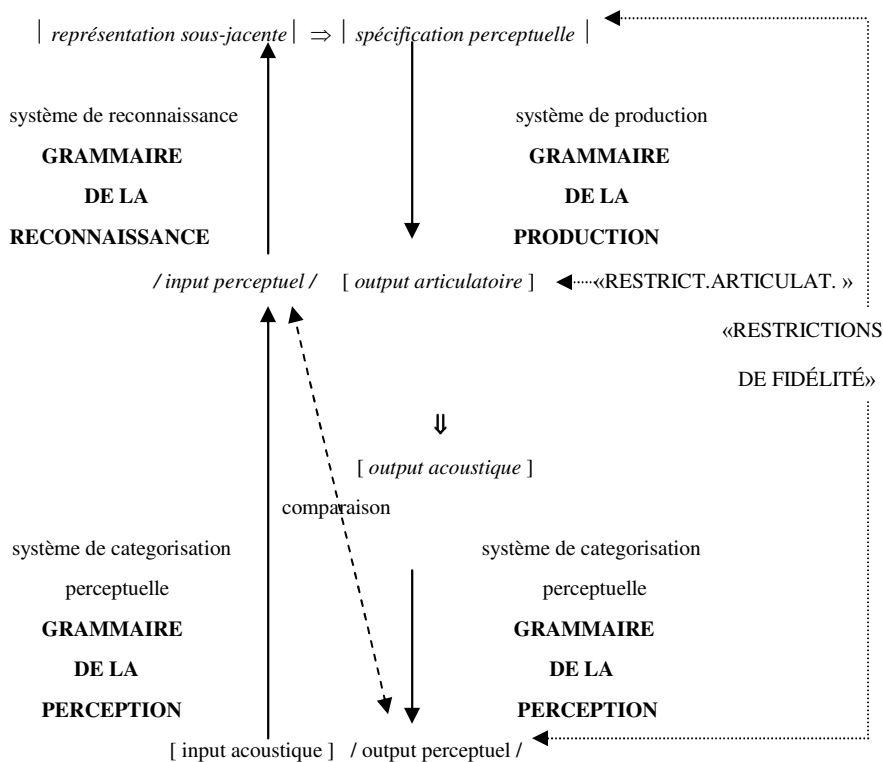 | représentation sous-jacente | ⇒ | spécification perceptuelle |
système de reconnaissance
GRAMMAIRE
DE LA
RECONNAISSANCE
système de production
GRAMMAIRE
DE LA
PRODUCTION
/ input perceptuel / [ output articulatoire ] «RESTRICT.ARTICULAT. »
«RESTRICTIONS
DE FIDÉLITÉ»
⇓
[ output acoustique ]
comparaison
système de categorisation
perceptuelle
GRAMMAIRE
DE LA
PERCEPTION
système de categorisation
perceptuelle
GRAMMAIRE
DE LA
PERCEPTION
[ input acoustique ] / output perceptuel /